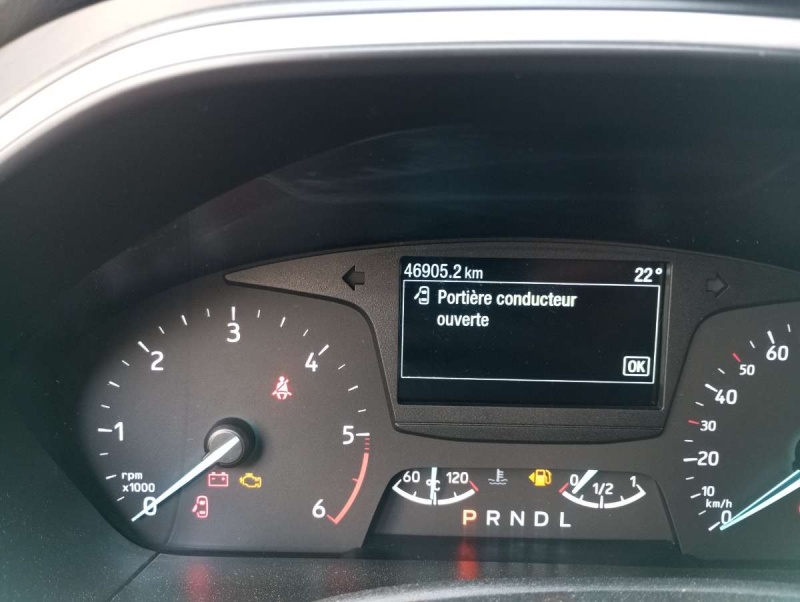 46905.2 km 22°
Portière conducteur
ouverte
OK
0 1 2 3 4 5 6
rpm
x1000
60 °C 120
0 1/2 1
P R N D L
0 10 20 30 40 50 60
km/h